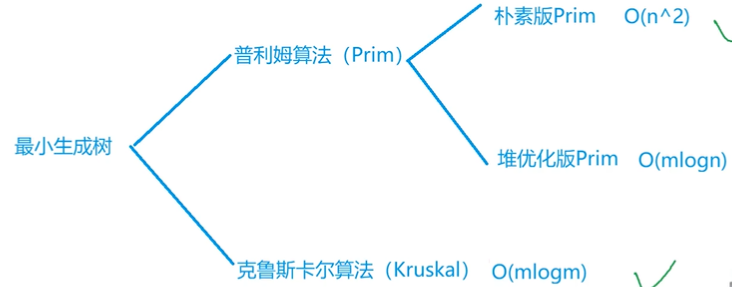 朴素版Prim O(n^2)
普利姆算法（Prim）
最小生成树
堆优化版Prim O(mlogn)
克鲁斯卡尔算法（Kruskal） O(mlogm)